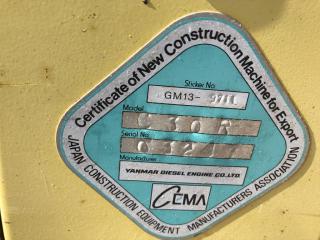 Certificate of New Construction Machine for Export
Sticker No.
GM13-
Model
C 30R
Serial No.
Manufacturer
YANMAR DIESEL ENGINE CO.,LTD.
CEMA
JAPAN CONSTRUCTION EQUIPMENT MANUFACTURERS ASSOCIATION